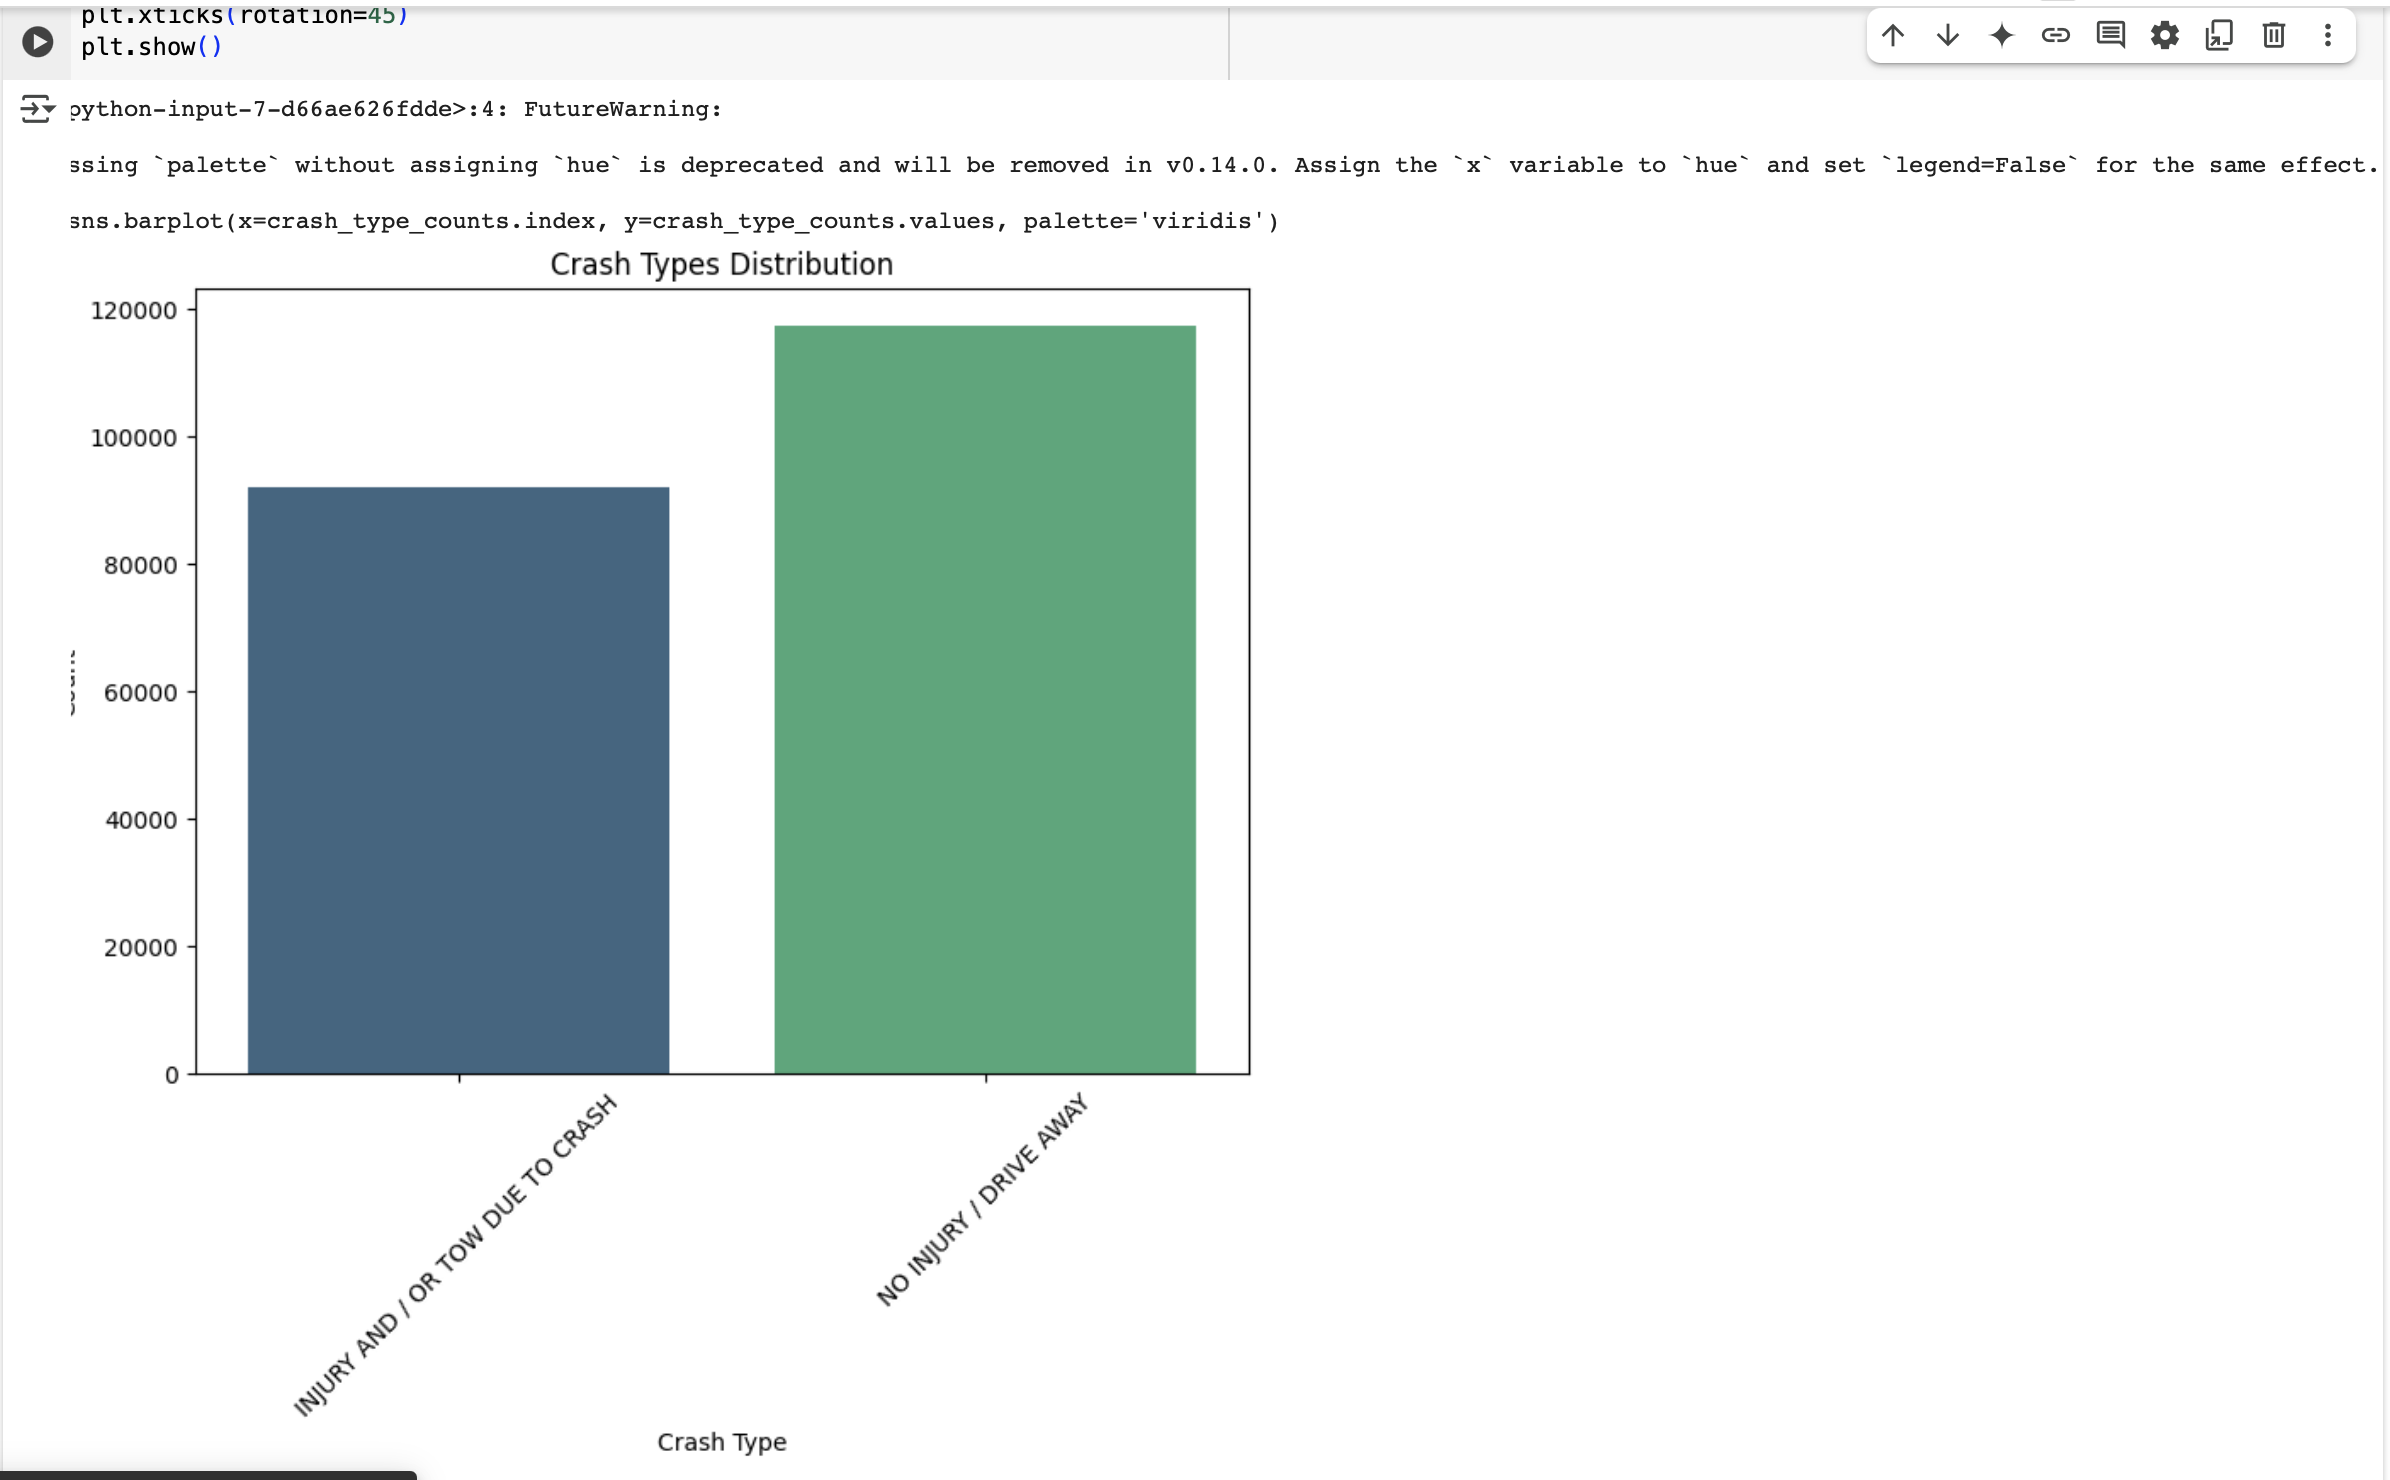 plt.xticks(rotation=45)
plt.show()
python-input-7-d66ae626fdde>:4: FutureWarning:
ssing `palette` without assigning `hue` is deprecated and will be removed in v0.14.0. Assign the `x` variable to `hue` and set `legend=False` for the same effect.
sns.barplot(x=crash_type_counts.index, y=crash_type_counts.values, palette='viridis')
Crash Types Distribution
120000
100000
80000
60000
40000
20000
0
INJURY AND / OR TOW DUE TO CRASH
NO INJURY / DRIVE AWAY
Crash Type